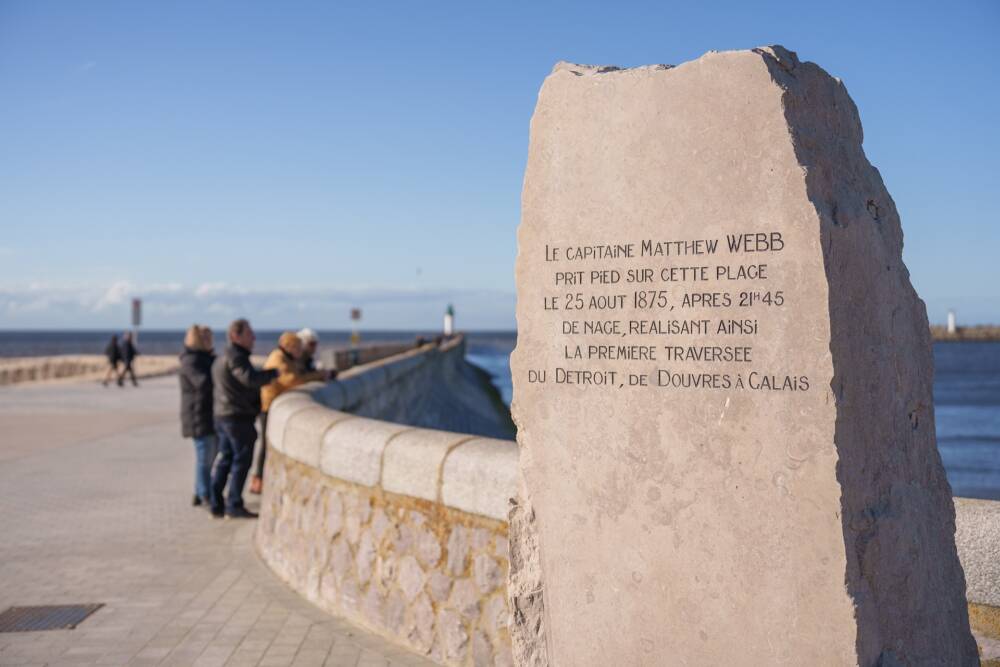 LE CAPITAINE MATTHEW WEBB
PRIT PIED SUR CETTE PLAGE
LE 25 AOUT 1875, APRES 21H45
DE NAGE, REALISANT AINSI
LA PREMIERE TRAVERSEE
DU DETROIT, DE DOUVRES À CALAIS